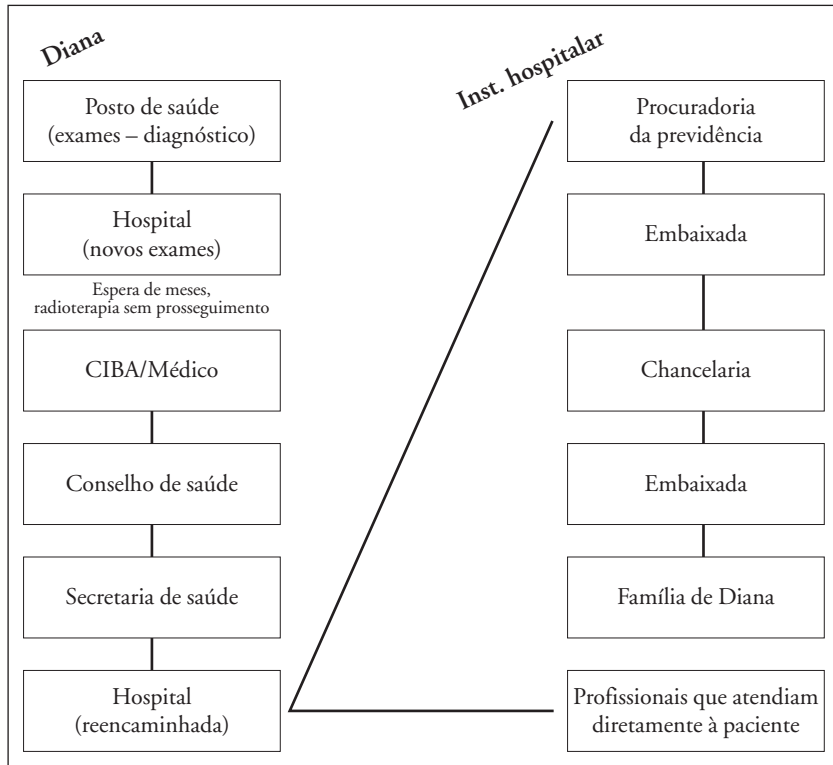 Diana
Posto de saúde
(exames – diagnóstico)
Hospital
(novos exames)
Espera de meses,
radioterapia sem prosseguimento
CIBA/Médico
Conselho de saúde
Secretaria de saúde
Hospital
(reencaminhada)
Inst. hospitalar
Procuradoria
da previdência
Embaixada
Chancelaria
Embaixada
Família de Diana
Profissionais que atendiam
diretamente à paciente